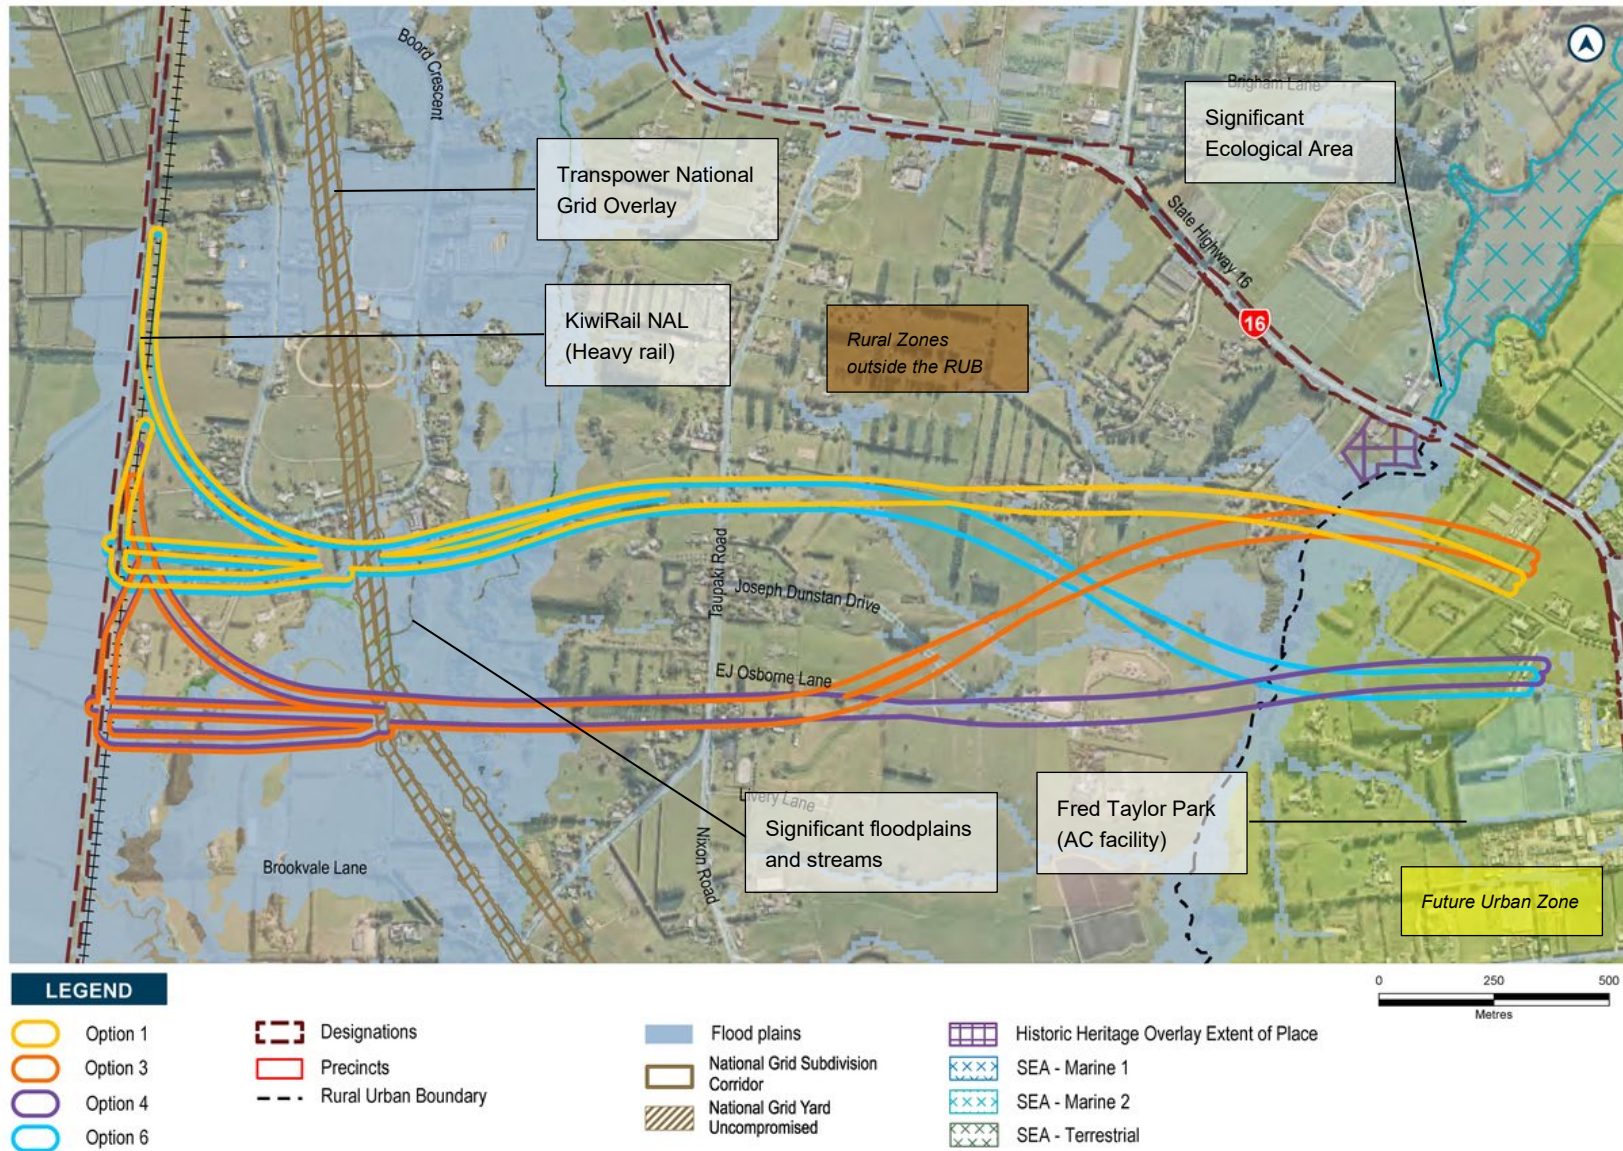 Boord Crescent
Brigham Lane
Significant
Ecological Area
Transpower National
Grid Overlay
State Highway 16
KiwiRail NAL
(Heavy rail)
Rural Zones
outside the RUB
16
Taupaki Road
Joseph Dunstan Drive
EJ Osborne Lane
Livery Lane
Significant floodplains
and streams
Fred Taylor Park
(AC facility)
Nixon Road
Brookvale Lane
Future Urban Zone
LEGEND
Option 1
Option 3
Option 4
Option 6
Designations
Precincts
Rural Urban Boundary
Flood plains
National Grid Subdivision
Corridor
National Grid Yard
Uncompromised
Historic Heritage Overlay Extent of Place
SEA - Marine 1
SEA - Marine 2
SEA - Terrestrial
0 250 500
Metres